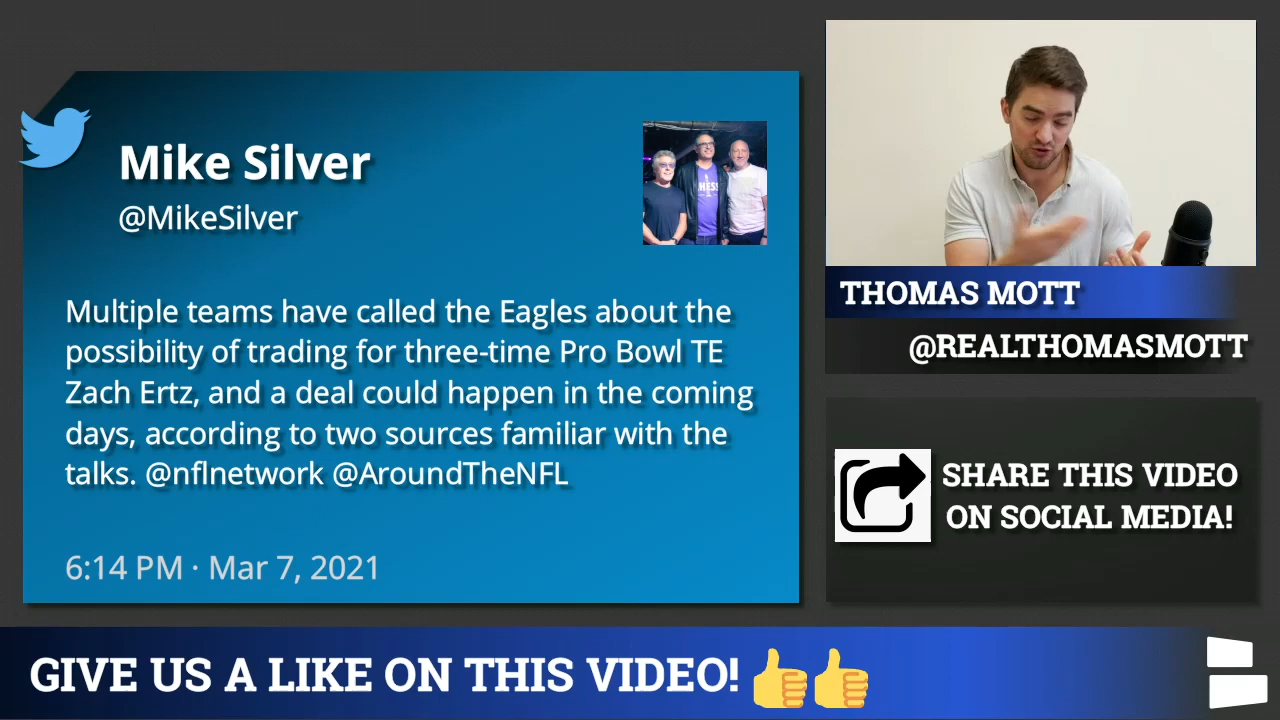 Mike Silver
@MikeSilver
Multiple teams have called the Eagles about the
possibility of trading for three-time Pro Bowl TE
Zach Ertz, and a deal could happen in the coming
days, according to two sources familiar with the
talks. @nflnetwork @AroundTheNFL
6:14 PM · Mar 7, 2021
THOMAS MOTT
@REALTHOMASMOTT
SHARE THIS VIDEO
ON SOCIAL MEDIA!
GIVE US A LIKE ON THIS VIDEO! 👍👍